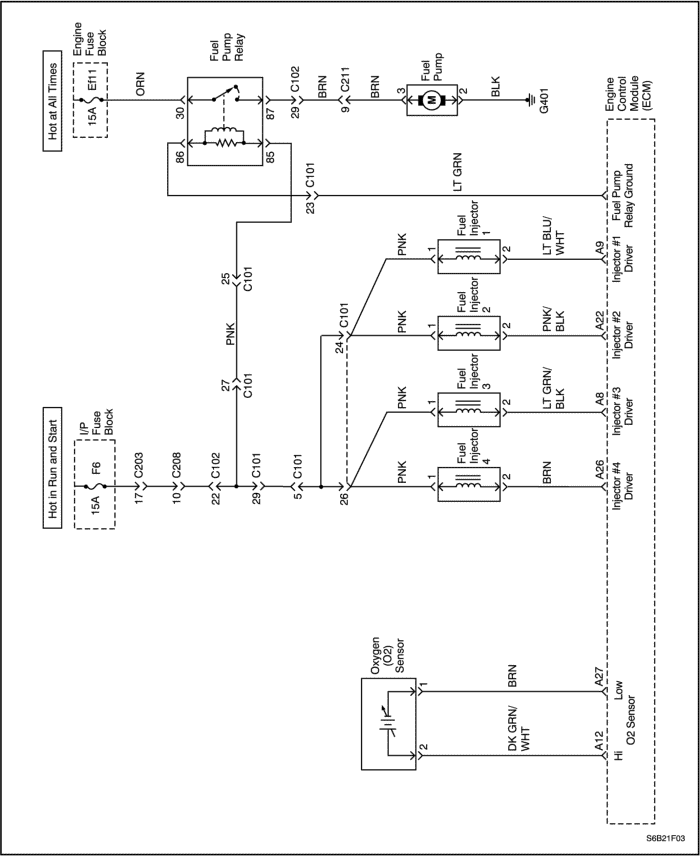 Hot at All Times
Engine
Fuse
Block
Ef11
15A
ORN
Fuel
Pump
Relay
30
87
86
85
C102
29
BRN
C211
9
BRN
Fuel
Pump
3
M
2
BLK
G401
Engine
Control
Module
(ECM)
C101
23
LT GRN
Fuel Pump
Relay Ground
25
C101
PNK
27
C101
Hot in Run and Start
I/P
Fuse
Block
F6
15A
C203
17
C208
10
C102
22
C101
29
C101
5
C101
24
26
PNK
1
Fuel
Injector
1
2
LT BLU/
WHT
A9
Injector #1
Driver
PNK
1
Fuel
Injector
2
2
PNK/
BLK
A22
Injector #2
Driver
PNK
1
Fuel
Injector
3
2
LT GRN/
BLK
A8
Injector #3
Driver
PNK
1
Fuel
Injector
4
2
BRN
A26
Injector #4
Driver
Oxygen
(O2)
Sensor
1
BRN
A27
Low
2
DK GRN/
WHT
A12
Hi
O2 Sensor
S6B21F03